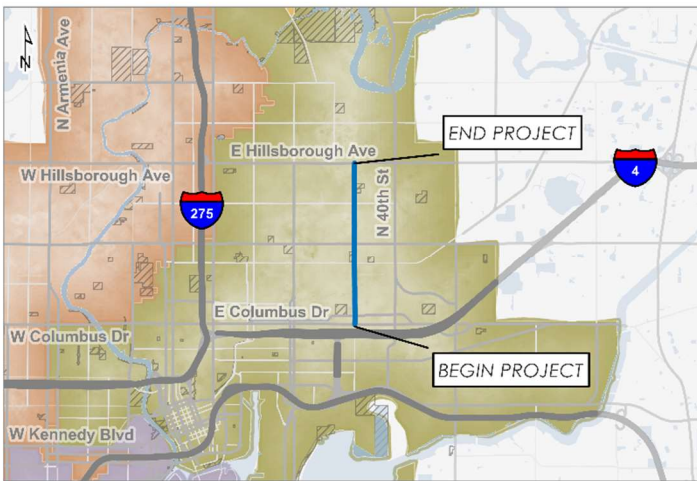 N
N Armenia Ave
END PROJECT
E Hillsborough Ave
W Hillsborough Ave
4
N 40th St
275
E Columbus Dr
W Columbus Dr
BEGIN PROJECT
W Kennedy Blvd